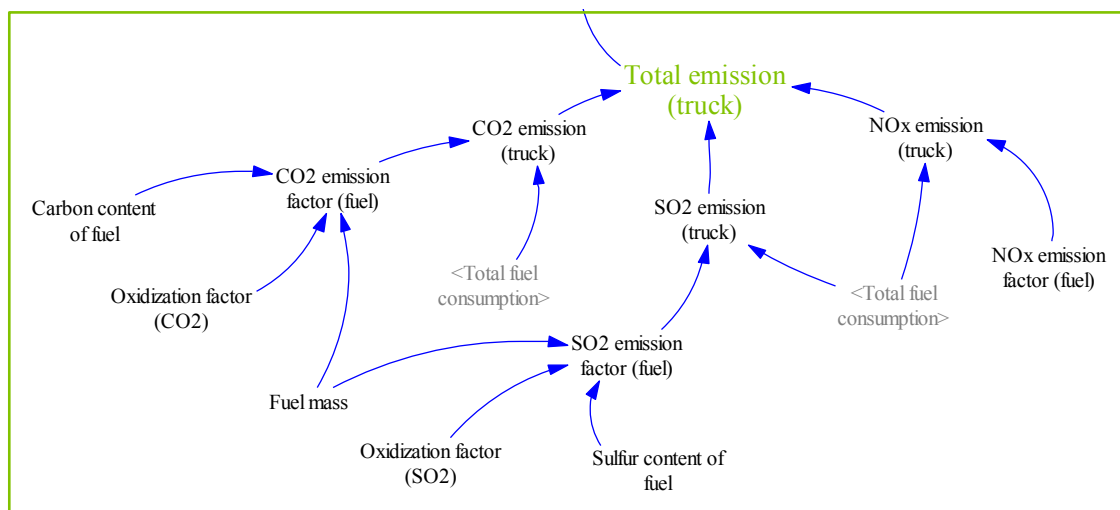 Total emission
(truck)
CO2 emission
(truck)
NOx emission
(truck)
CO2 emission
factor (fuel)
Carbon content
of fuel
SO2 emission
(truck)
NOx emission
factor (fuel)
<Total fuel
consumption>
<Total fuel
consumption>
Oxidization factor
(CO2)
SO2 emission
factor (fuel)
Fuel mass
Oxidization factor
(SO2)
Sulfur content of
fuel